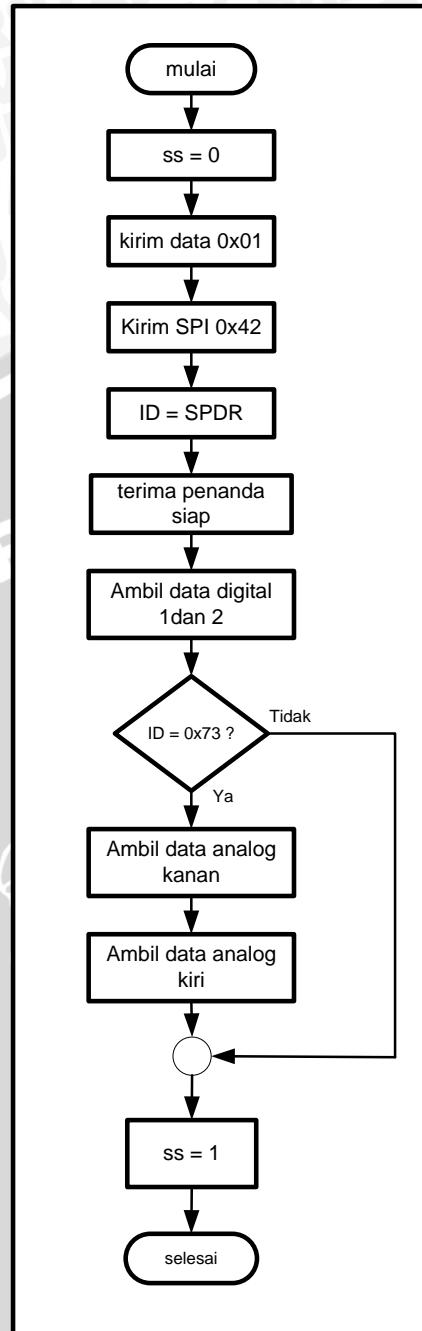 mulai
ss = 0
kirim data 0x01
Kirim SPI 0x42
ID = SPDR
terima penanda
siap
Ambil data digital
1dan 2
ID = 0x73 ?
Tidak
Ya
Ambil data analog
kanan
Ambil data analog
kiri
ss = 1
selesai